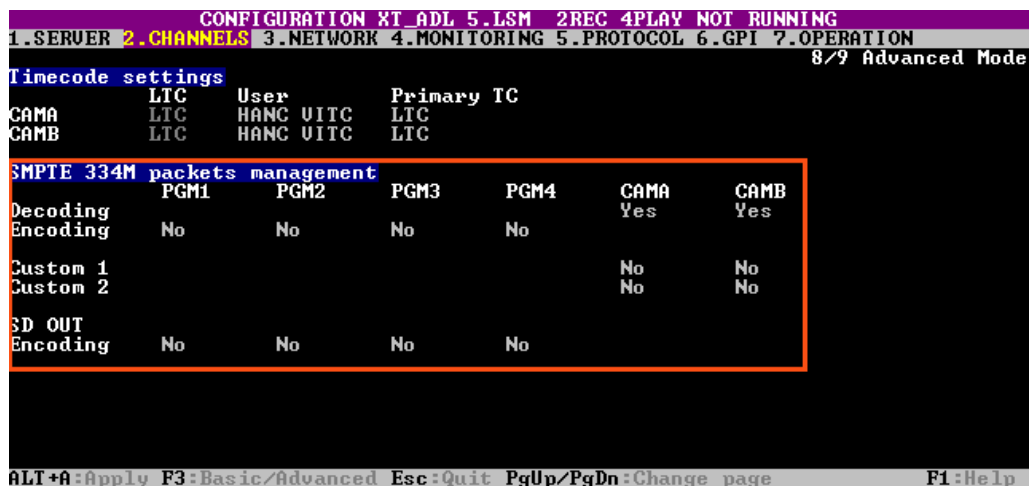 CONFIGURATION XT_ADL 5.LSM 2REC 4PLAY NOT RUNNING
1.SERVER 2.CHANNELS 3.NETWORK 4.MONITORING 5.PROTOCOL 6.GPI 7.OPERATION
8/9 Advanced Mode
Timecode settings
LTC User Primary TC
CAMA LTC HANC VITC LTC
CAMB LTC HANC VITC LTC
SMPTE 334M packets management
PGM1 PGM2 PGM3 PGM4 CAMA CAMB
Decoding Yes Yes
Encoding No No No No
Custom 1 No No
Custom 2 No No
SD OUT
Encoding No No No No
ALT+A:Apply F3:Basic/Advanced Esc:Quit PgUp/PgDn:Change page F1:Help